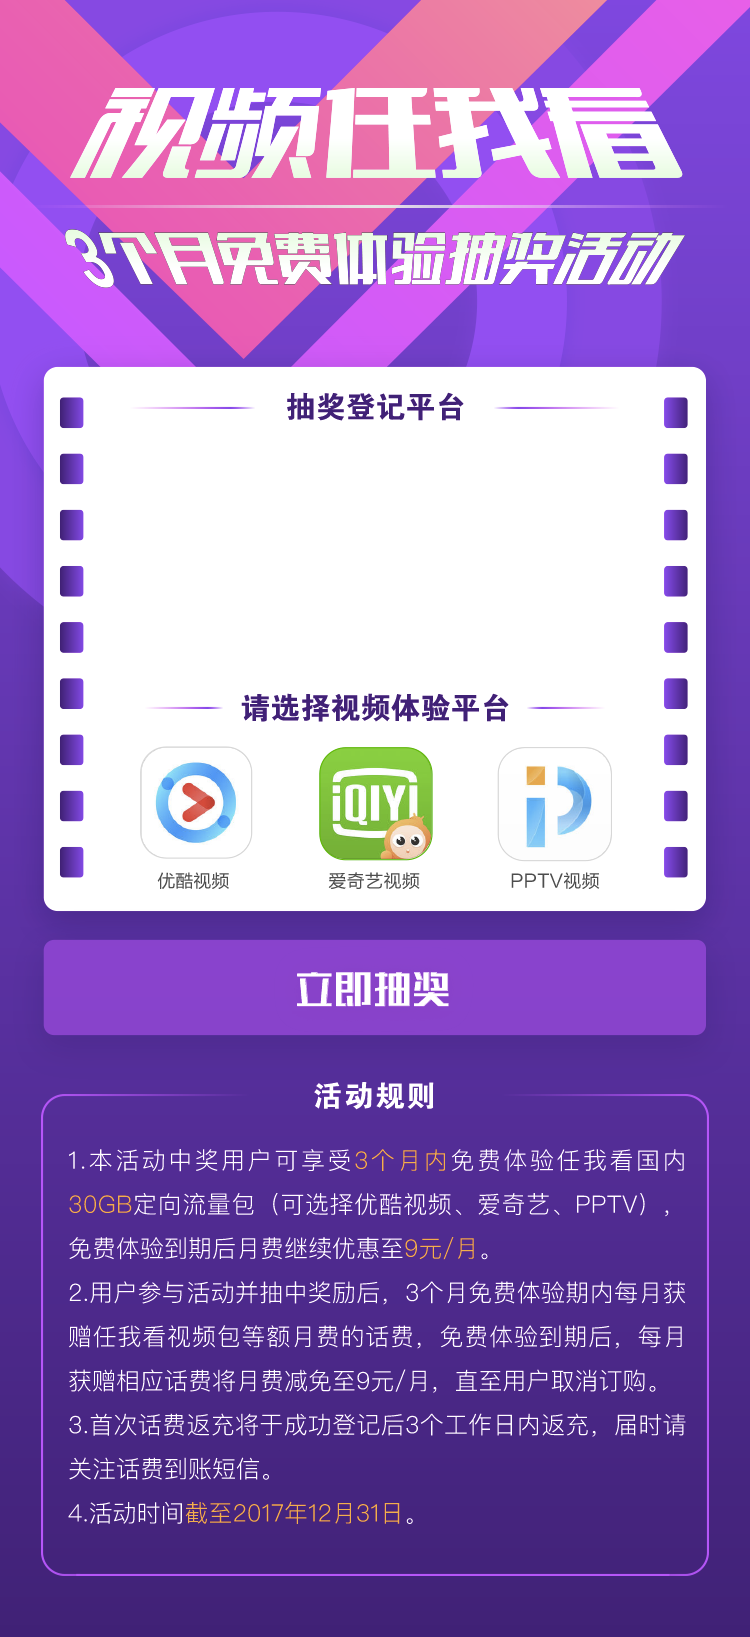 视频任我看
3个月免费体验抽奖活动
抽奖登记平台
请选择视频体验平台
iQIYI
优酷视频
爱奇艺视频
PPTV视频
立即抽奖
活动规则
1.本活动中奖用户可享受3个月内免费体验任我看国内
30GB定向流量包（可选择优酷视频、爱奇艺、PPTV），
免费体验到期后月费继续优惠至9元/月。
2.用户参与活动并抽中奖励后，3个月免费体验期内每月获
赠任我看视频包等额月费的话费，免费体验到期后，每月
获赠相应话费将月费减免至9元/月，直至用户取消订购。
3.首次话费返充将于成功登记后3个工作日内返充，届时请
关注话费到账短信。
4.活动时间截至2017年12月31日。